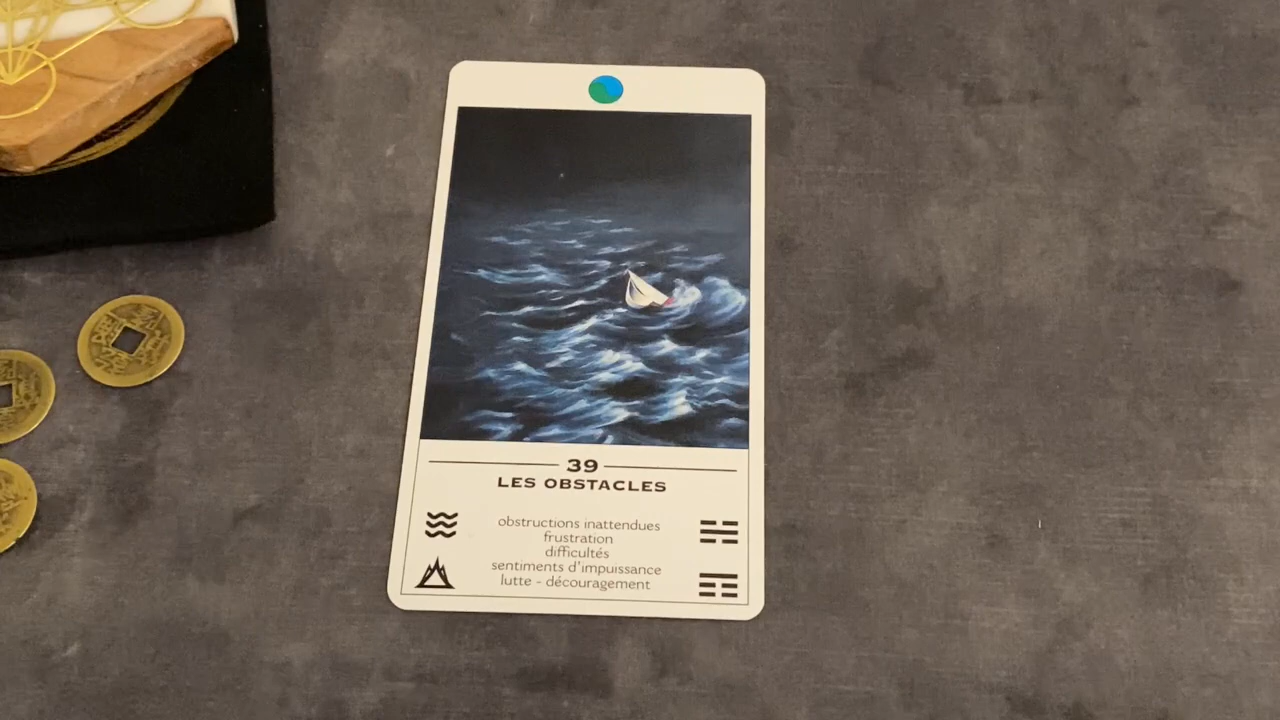 39
LES OBSTACLES
obstructions inattendues
frustration
difficultés
sentiments d'impuissance
lutte - découragement